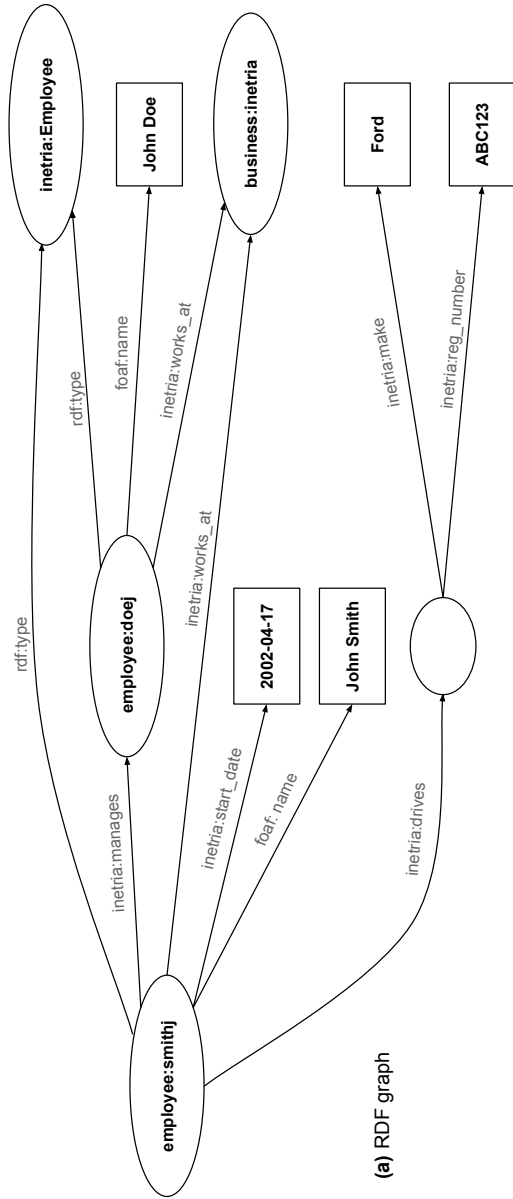 rdf:type
inetria:Employee
rdf:type
foaf:name
John Doe
employee:doej
inetria:manages
inetria:works_at
business:inetria
inetria:works_at
employee:smithj
inetria:start_date
2002-04-17
foaf: name
John Smith
inetria:make
Ford
inetria:drives
inetria:reg_number
ABC123
(a) RDF graph